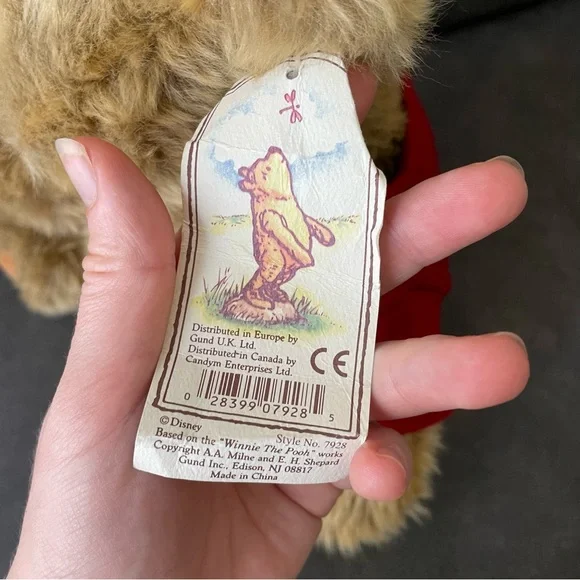 Distributed in Europe by
Gund U.K. Ltd.
Distributed in Canada by
Candym Enterprises Ltd.
CE
0 28399 07928 5
© Disney
Style No. 7928
Based on the "Winnie The Pooh" works
Copyright A.A. Milne and E. H. Shepard
Gund Inc., Edison, NJ 08817
Made in China